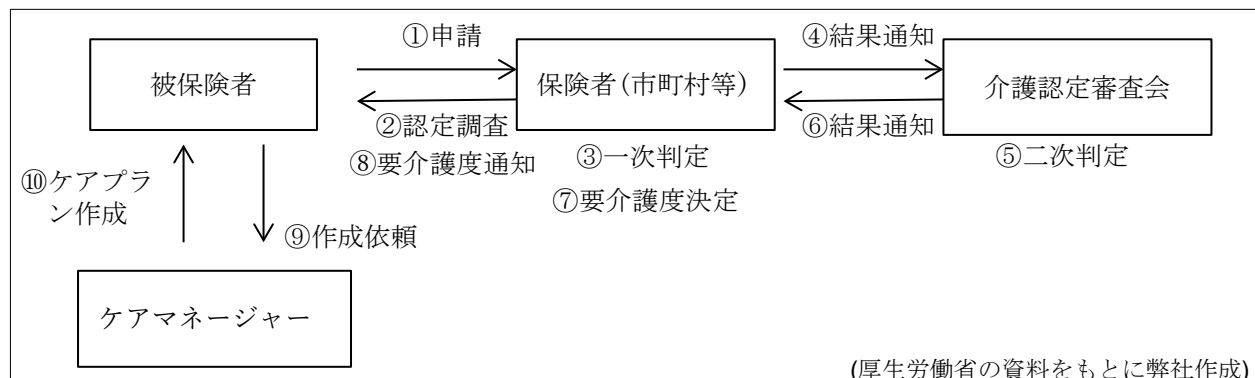 ①申請
④結果通知
被保険者
保険者(市町村等)
介護認定審査会
②認定調査
⑥結果通知
⑧要介護度通知
③一次判定
⑤二次判定
⑩ケアプラ
ン作成
⑦要介護度決定
⑨作成依頼
ケアマネージャー
(厚生労働省の資料をもとに弊社作成)